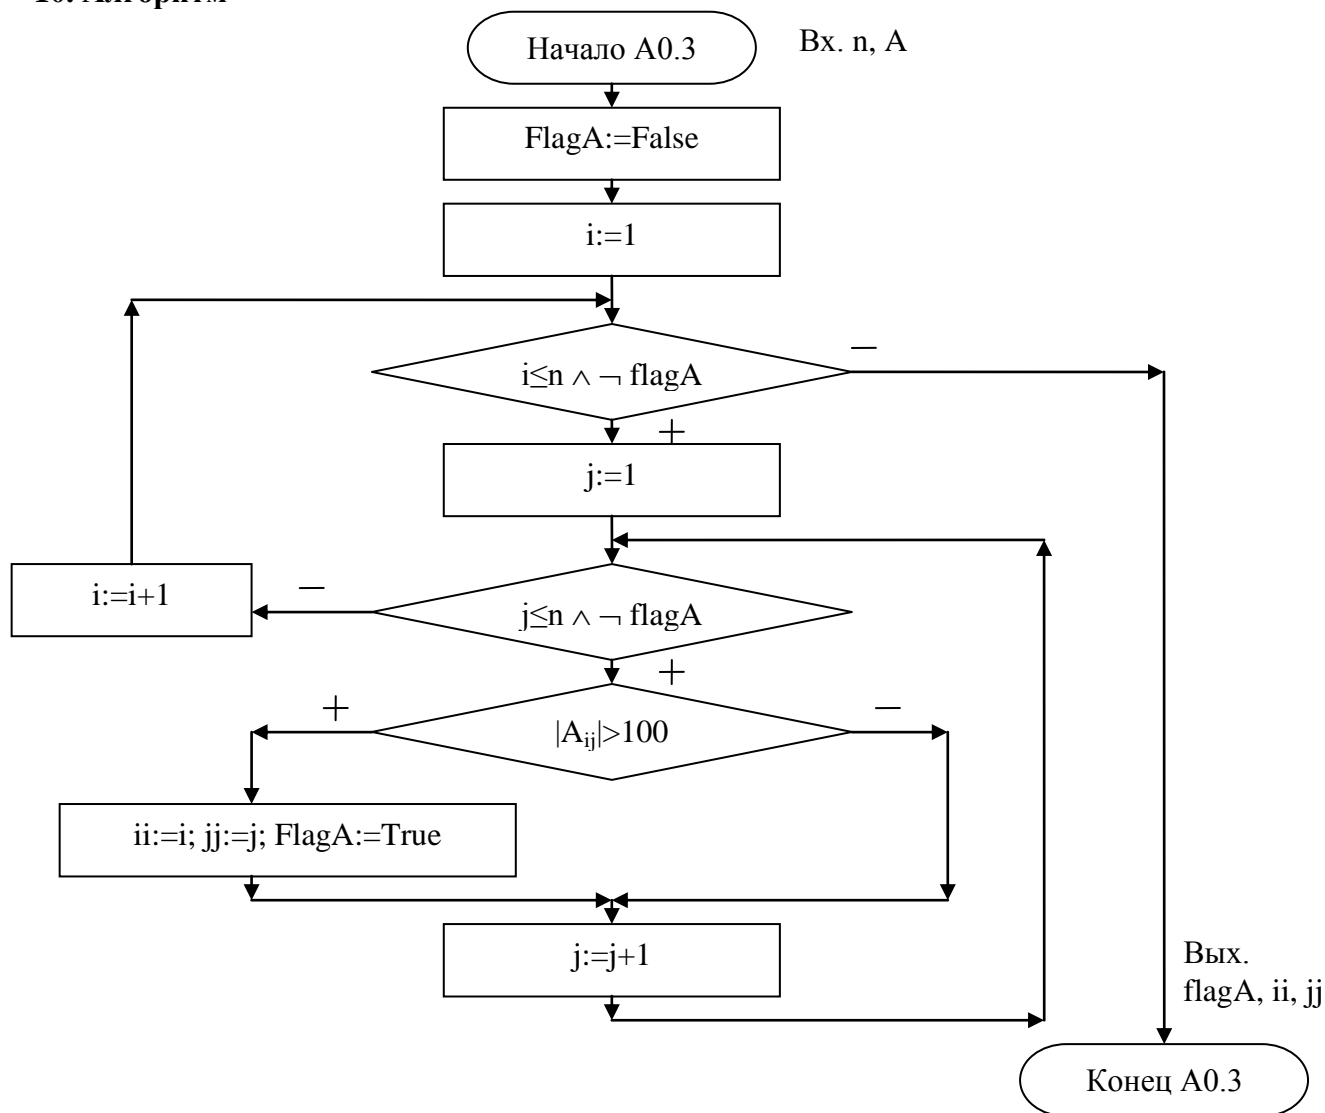 Начало А0.3
Вх. n, A
FlagA:=False
i:=1
i≤n ∧ ¬ flagA
–
+
j:=1
i:=i+1
–
j≤n ∧ ¬ flagA
+
+
|Aij|>100
–
ii:=i; jj:=j; FlagA:=True
j:=j+1
Вых.
flagA, ii, jj
Конец А0.3